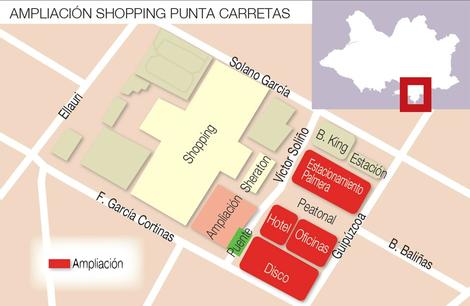 AMPLIACIÓN SHOPPING PUNTA CARRETAS
Solano García
Ellauri
Shopping
Sheraton
Víctor Soliño
B. King
Estación
Estacionamiento
Palmera
F. García Cortinas
Ampliación
Puente
Peatonal
Hotel
Oficinas
Guipúzcoa
Disco
B. Baliñas
Ampliación